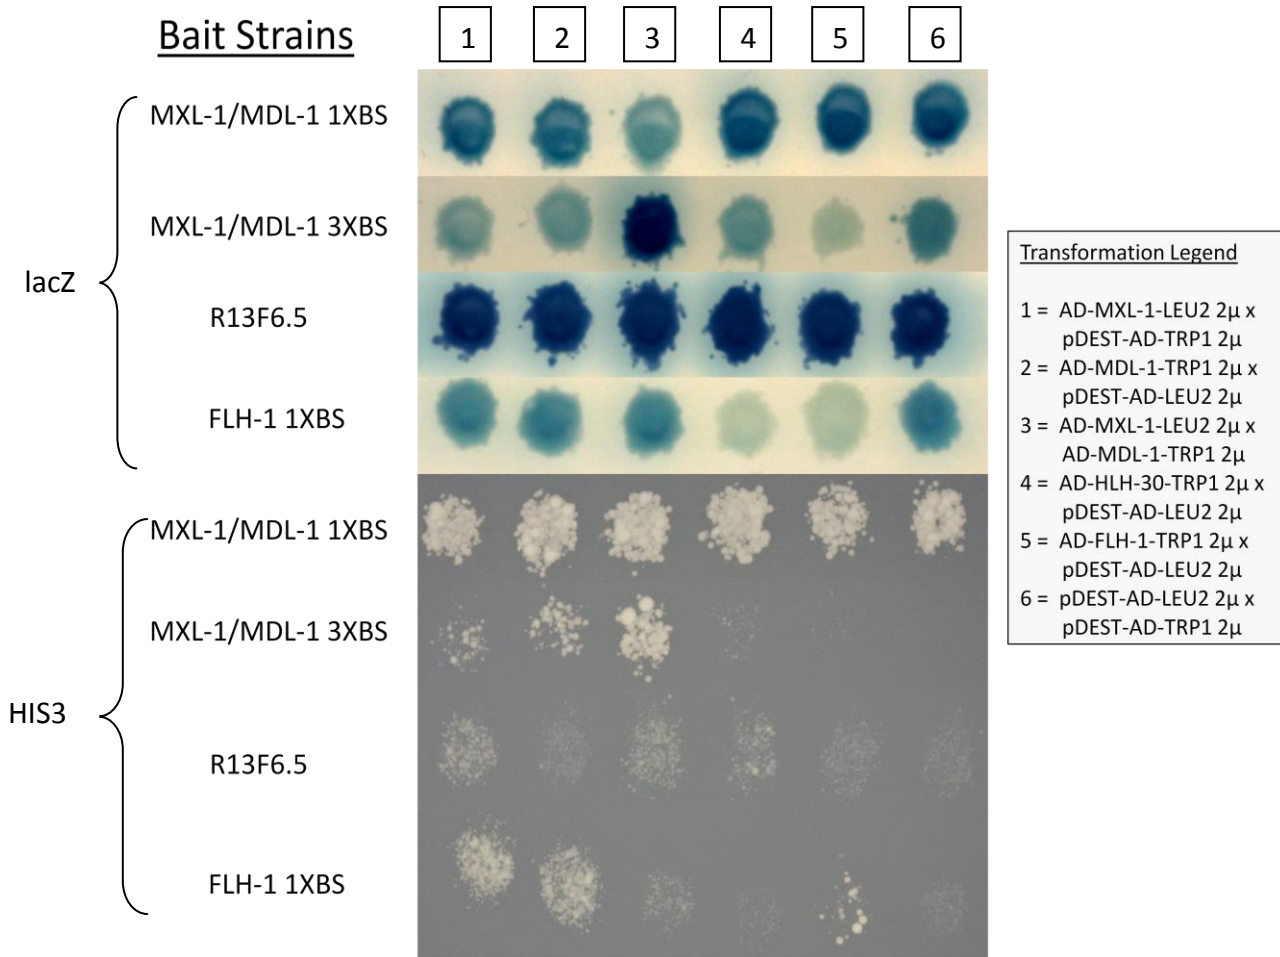 Bait Strains
1 2 3 4 5 6
lacZ
MXL-1/MDL-1 1XBS
MXL-1/MDL-1 3XBS
R13F6.5
FLH-1 1XBS
HIS3
MXL-1/MDL-1 1XBS
MXL-1/MDL-1 3XBS
R13F6.5
FLH-1 1XBS
Transformation Legend
1 = AD-MXL-1-LEU2 2µ x
pDEST-AD-TRP1 2µ
2 = AD-MDL-1-TRP1 2µ x
pDEST-AD-LEU2 2µ
3 = AD-MXL-1-LEU2 2µ x
AD-MDL-1-TRP1 2µ
4 = AD-HLH-30-TRP1 2µ x
pDEST-AD-LEU2 2µ
5 = AD-FLH-1-TRP1 2µ x
pDEST-AD-LEU2 2µ
6 = pDEST-AD-LEU2 2µ x
pDEST-AD-TRP1 2µ